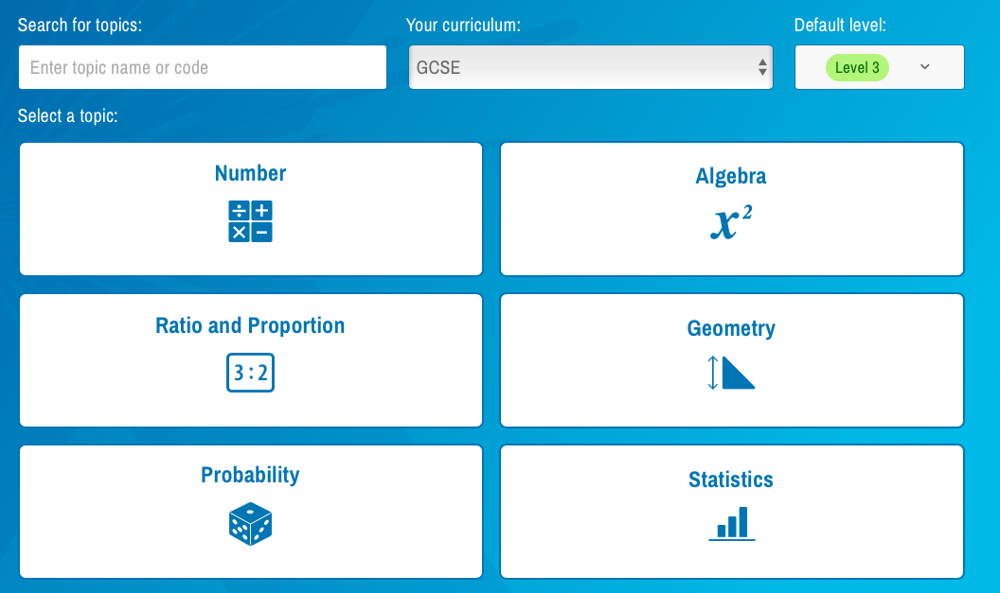 Search for topics:
Your curriculum:
Default level:
Enter topic name or code
GCSE
Level 3
Select a topic:
Number
÷ +
× −
Algebra
x²
Ratio and Proportion
3 : 2
Geometry
Probability
Statistics